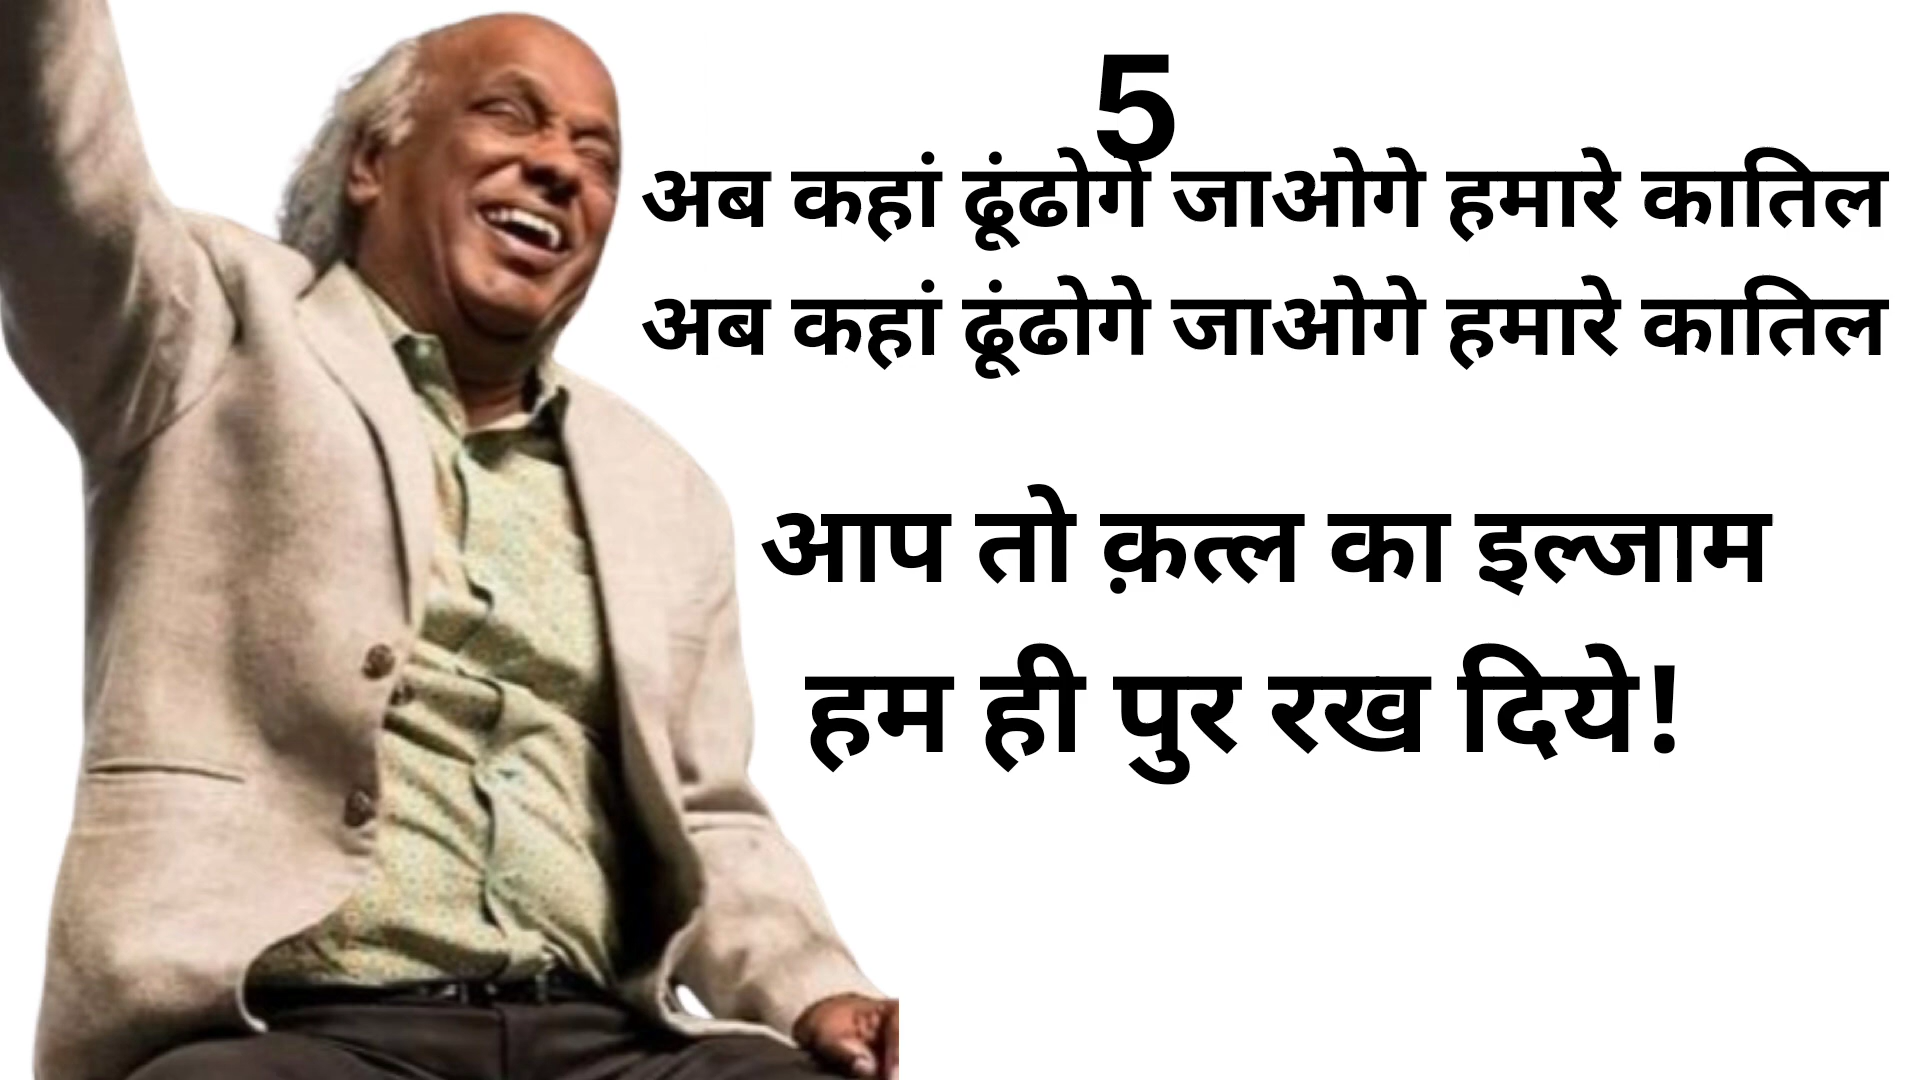 5
अब कहां ढूंढोगे जाओगे हमारे कातिल
अब कहां ढूंढोगे जाओगे हमारे कातिल
आप तो क़त्ल का इल्जाम
हम ही पुर रख दिये!